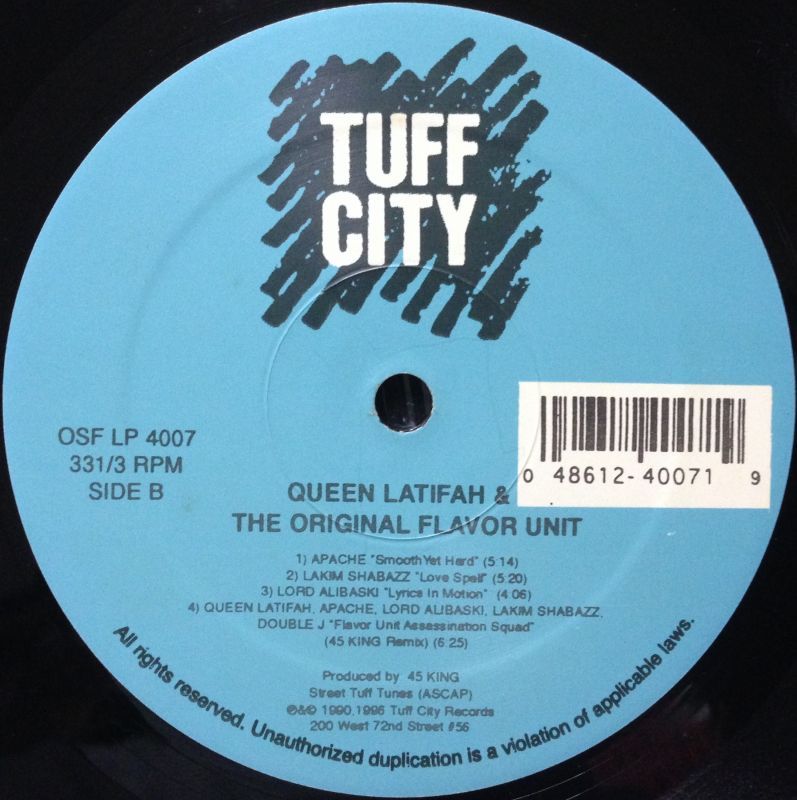 TUFF
CITY
OSF LP 4007
331/3 RPM
SIDE B
0 48612-40071 9
QUEEN LATIFAH &
THE ORIGINAL FLAVOR UNIT
1) APACHE "Smooth Yet Hard" (5:14)
2) LAKIM SHABAZZ "Love Spell" (5:20)
3) LORD ALIBASKI "Lyrics In Motion" (4:06)
4) QUEEN LATIFAH, APACHE, LORD ALIBASKI, LAKIM SHABAZZ,
DOUBLE J "Flavor Unit Assassination Squad"
(45 KING Remix) (6:25)
Produced by 45 KING
Street Tuff Tunes (ASCAP)
℗&© 1990,1996 Tuff City Records
200 West 72nd Street #56
All rights reserved. Unauthorized duplication is a violation of applicable laws.